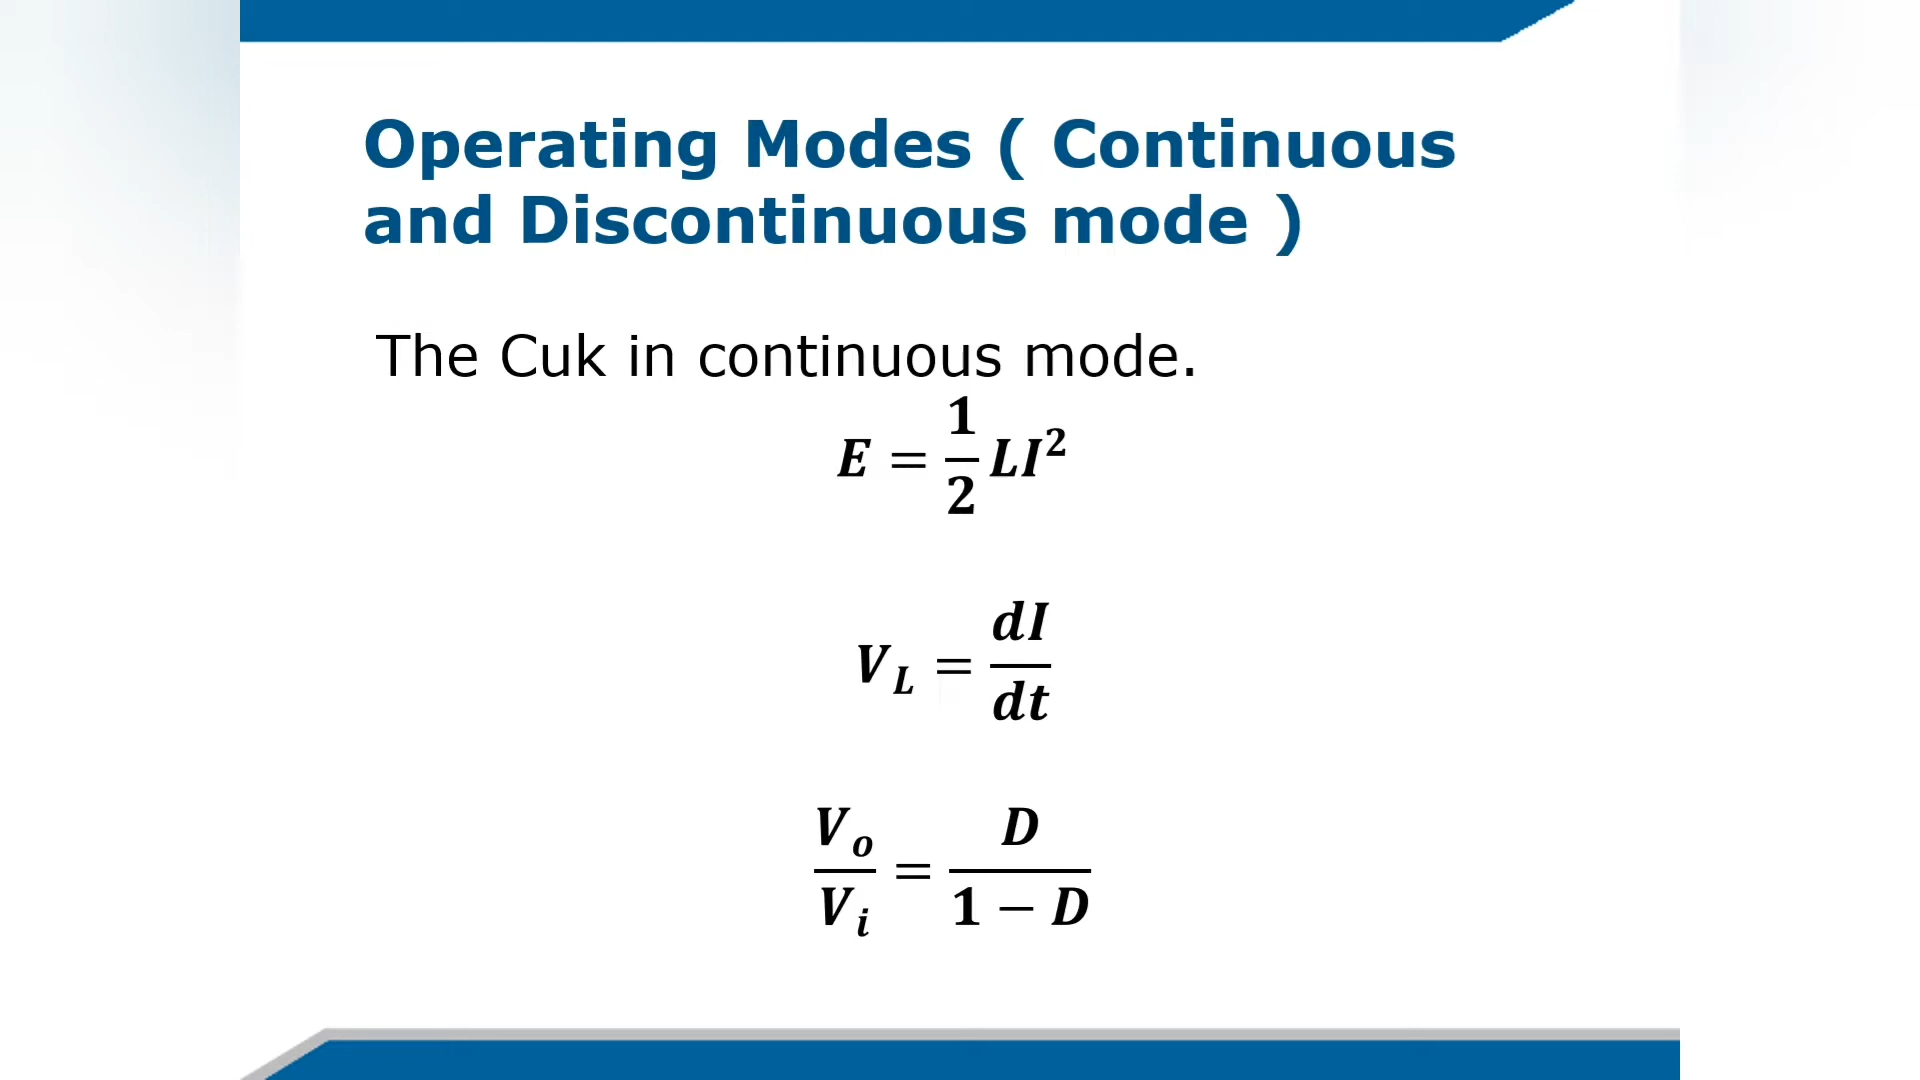 Operating Modes ( Continuous
and Discontinuous mode )
The Cuk in continuous mode.
E = 1/2 LI²
V_L = dI/dt
V_o/V_i = D/(1 − D)